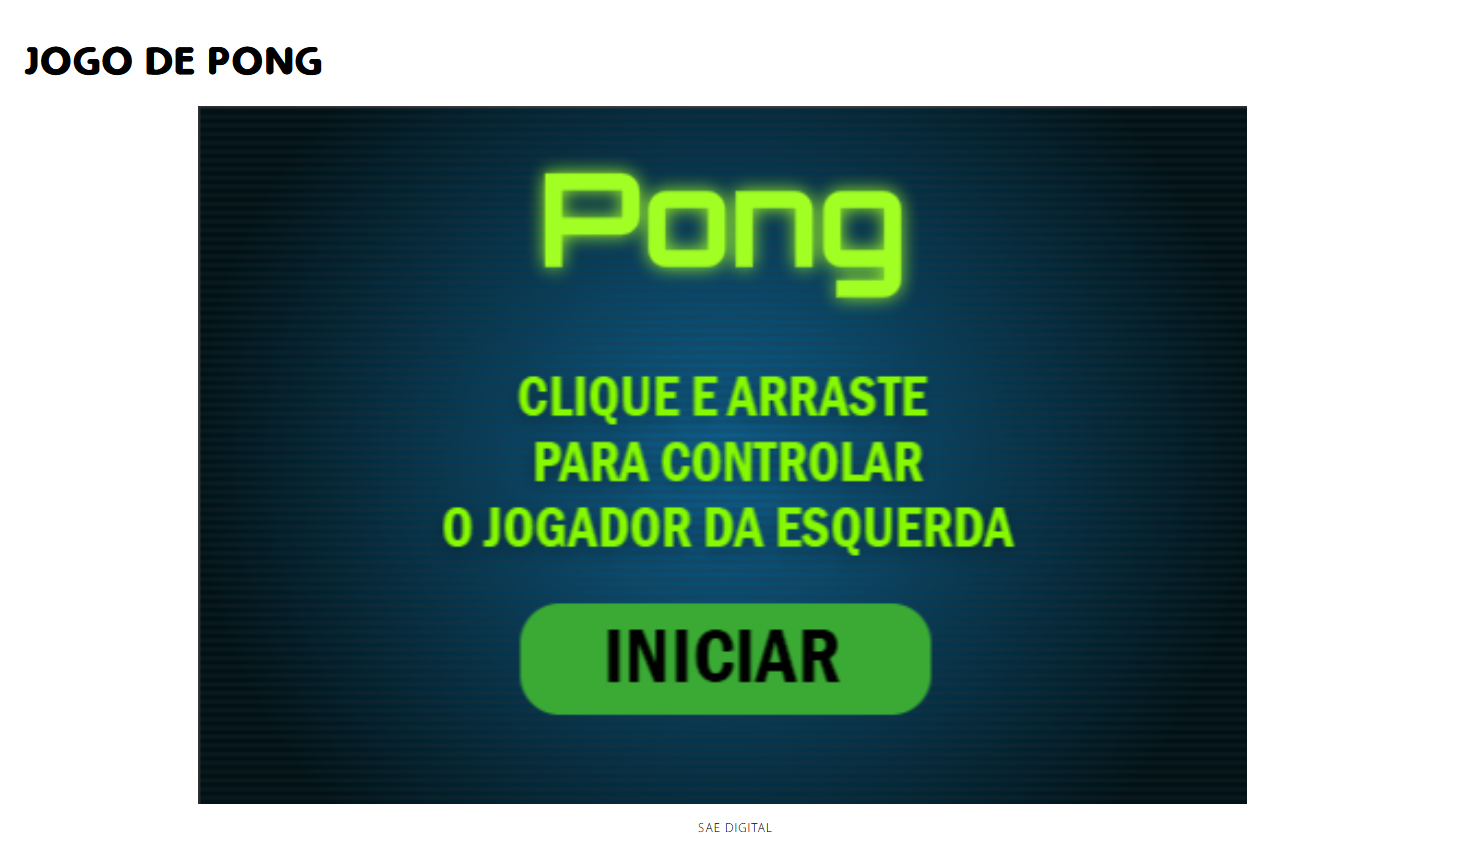 JOGO DE PONG
Pong
CLIQUE E ARRASTE
PARA CONTROLAR
O JOGADOR DA ESQUERDA
INICIAR
SAE DIGITAL